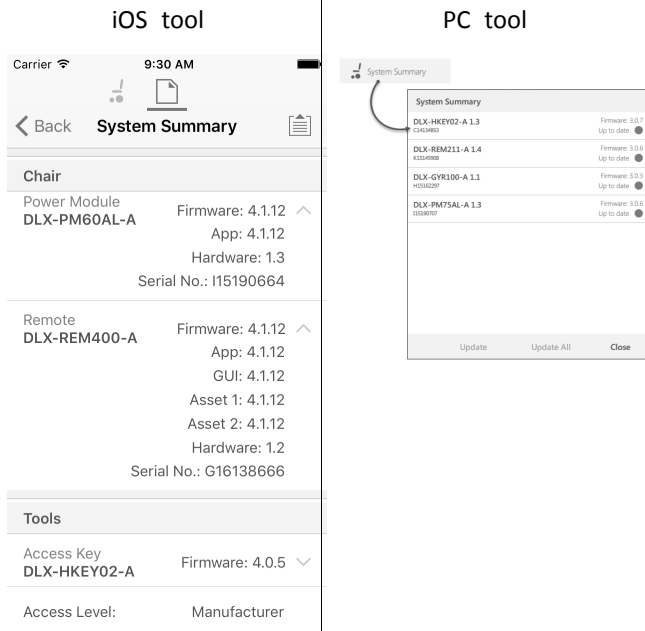 iOS tool
Carrier 9:30 AM
Back System Summary
Chair
Power Module
DLX-PM60AL-A
Firmware: 4.1.12
App: 4.1.12
Hardware: 1.3
Serial No.: I15190664
Remote
DLX-REM400-A
Firmware: 4.1.12
App: 4.1.12
GUI: 4.1.12
Asset 1: 4.1.12
Asset 2: 4.1.12
Hardware: 1.2
Serial No.: G16138666
Tools
Access Key
DLX-HKEY02-A
Firmware: 4.0.5
Access Level: Manufacturer
PC tool
System Summary
System Summary
DLX-HKEY02-A 1.3 Firmware: 3.0.7
C14134853 Up to date
DLX-REM211-A 1.4 Firmware: 3.0.6
K15145908 Up to date
DLX-GYR100-A 1.1 Firmware: 3.0.3
H15162297 Up to date
DLX-PM75AL-A 1.3 Firmware: 3.0.6
I15190707 Up to date
Update Update All Close